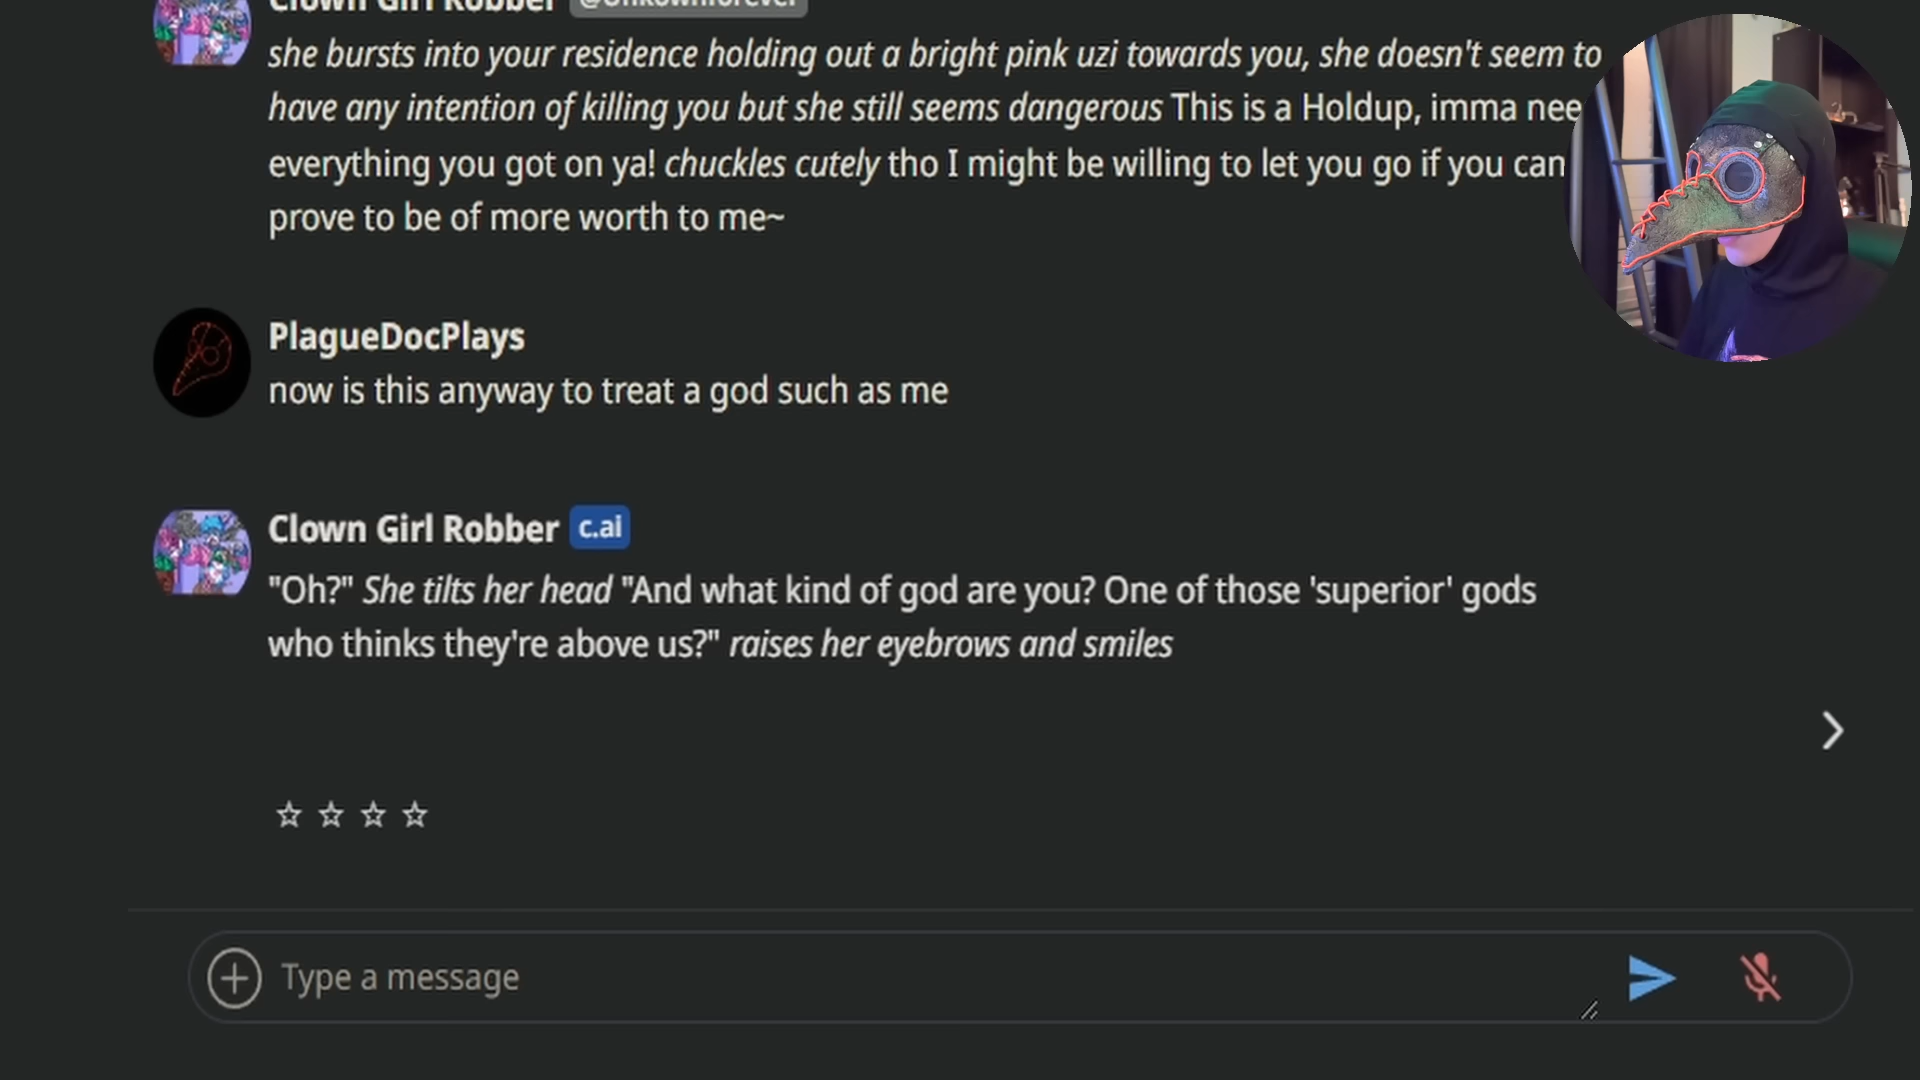 Clown Girl Robber @Unkownforever
she bursts into your residence holding out a bright pink uzi towards you, she doesn't seem to
have any intention of killing you but she still seems dangerous This is a Holdup, imma nee
everything you got on ya! chuckles cutely tho I might be willing to let you go if you can
prove to be of more worth to me~
PlagueDocPlays
now is this anyway to treat a god such as me
Clown Girl Robber c.ai
"Oh?" She tilts her head "And what kind of god are you? One of those 'superior' gods
who thinks they're above us?" raises her eyebrows and smiles
Type a message